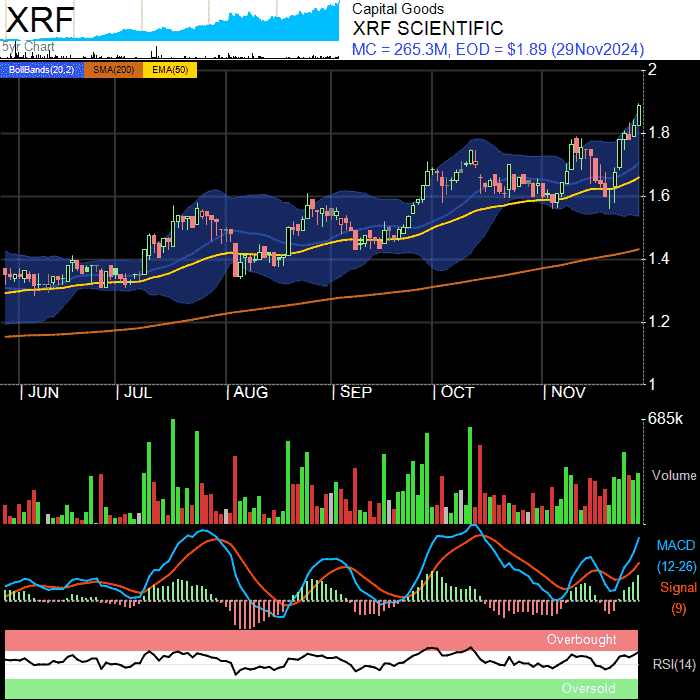 XRF
5yr Chart
Capital Goods
XRF SCIENTIFIC
MC = 265.3M, EOD = $1.89 (29Nov2024)
BollBands(20,2) SMA(200) EMA(50)
2
1.8
1.6
1.4
1.2
1
JUN JUL AUG SEP OCT NOV
685k
Volume
MACD
(12-26)
Signal
(9)
Overbought
RSI(14)
Oversold